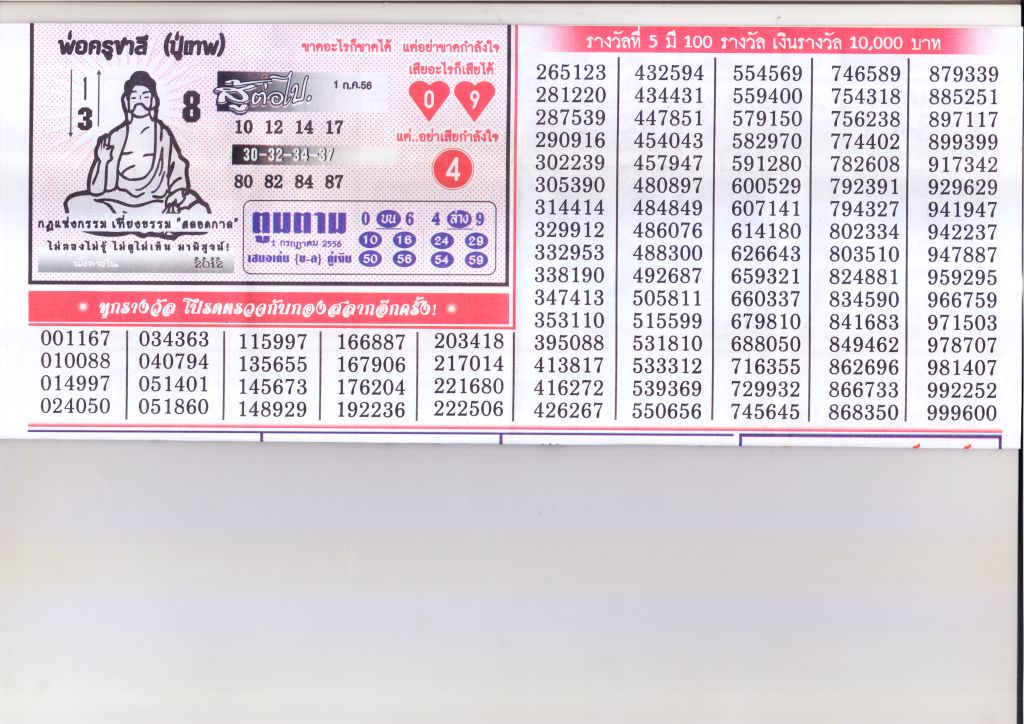 พ่อครูชาลี (ปู่เทพ)
ขาดอะไรก็ขาดได้ แต่อย่าขาดกำลังใจ
เสียอะไรก็เสียได้
1
3
8
สู้ต่อไป.
1 ก.ค.56
0 9
10 12 14 17
แต่..อย่าเสียกำลังใจ
30-32-34-37
4
80 82 84 87
กฎแห่งกรรม เที่ยงธรรม "ตลอดกาล"
ไม่ลองไม่รู้ ไม่ดูไม่เห็น มาพิสูจน์!
นัยทางใน 2012
ตูมตาม
1 กรกฎาคม 2556
เสมอเด่น {บ-ล} คู่เงิน
0 บน 6 4 ล่าง 9
10 16 24 29
50 56 54 59
ทุกรางวัล โปรดตรวจกับกองสลากอีกครั้ง!
001167 034363 115997 166887 203418
010088 040794 135655 167906 217014
014997 051401 145673 176204 221680
024050 051860 148929 192236 222506
รางวัลที่ 5 มี 100 รางวัล เงินรางวัล 10,000 บาท
265123 432594 554569 746589 879339
281220 434431 559400 754318 885251
287539 447851 579150 756238 897117
290916 454043 582970 774402 899399
302239 457947 591280 782608 917342
305390 480897 600529 792391 929629
314414 484849 607141 794327 941947
329912 486076 614180 802334 942237
332953 488300 626643 803510 947887
338190 492687 659321 824881 959295
347413 505811 660337 834590 966759
353110 515599 679810 841683 971503
395088 531810 688050 849462 978707
413817 533312 716355 862696 981407
416272 539369 729932 866733 992252
426267 550656 745645 868350 999600